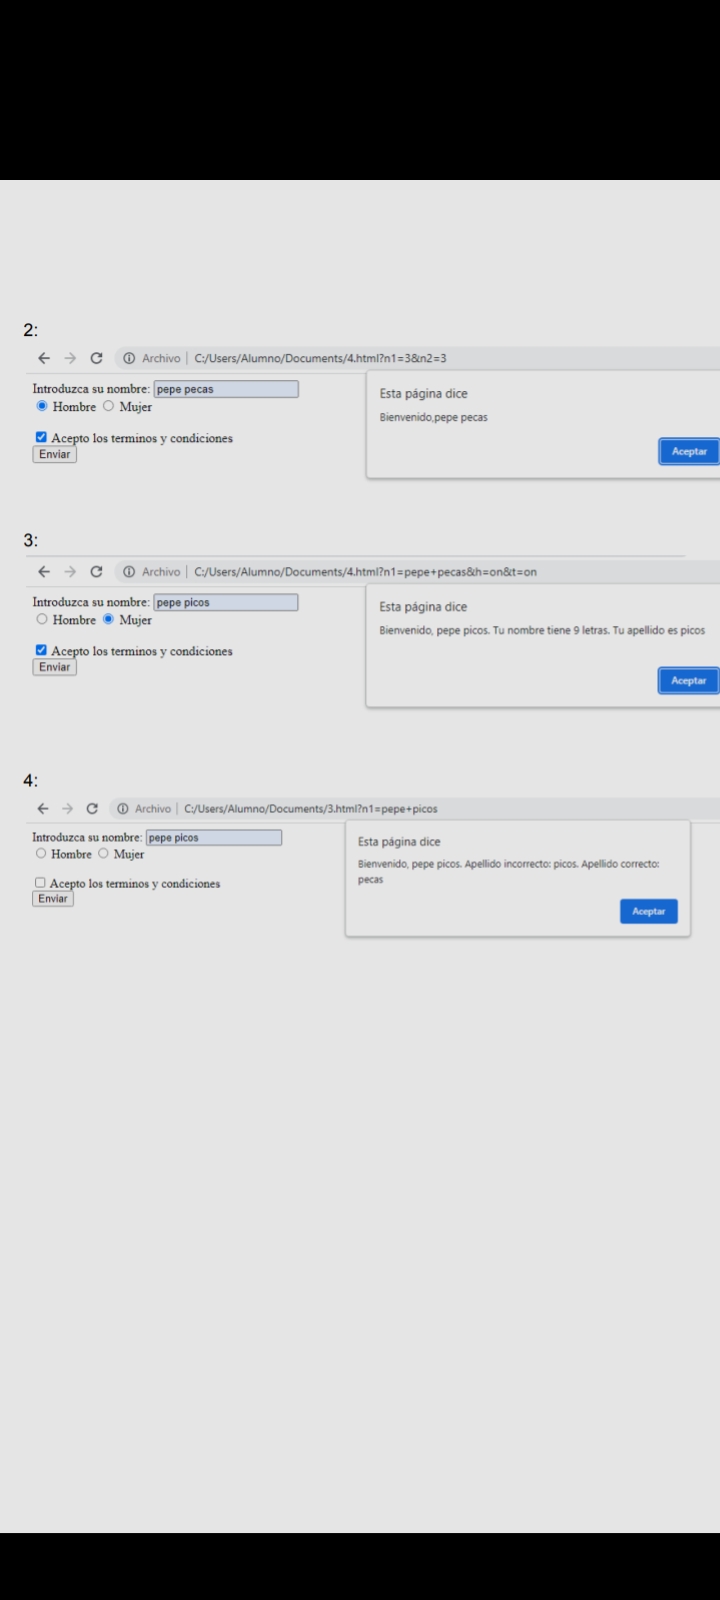 2:
Archivo | C:/Users/Alumno/Documents/4.html?n1=3&n2=3
Introduzca su nombre: pepe pecas
Hombre Mujer
Acepto los terminos y condiciones
Enviar
Esta página dice
Bienvenido,pepe pecas
Aceptar
3:
Archivo | C:/Users/Alumno/Documents/4.html?n1=pepe+pecas&h=on&t=on
Introduzca su nombre: pepe picos
Hombre Mujer
Acepto los terminos y condiciones
Enviar
Esta página dice
Bienvenido, pepe picos. Tu nombre tiene 9 letras. Tu apellido es picos
Aceptar
4:
Archivo | C:/Users/Alumno/Documents/3.html?n1=pepe+picos
Introduzca su nombre: pepe picos
Hombre Mujer
Acepto los terminos y condiciones
Enviar
Esta página dice
Bienvenido, pepe picos. Apellido incorrecto: picos. Apellido correcto:
pecas
Aceptar